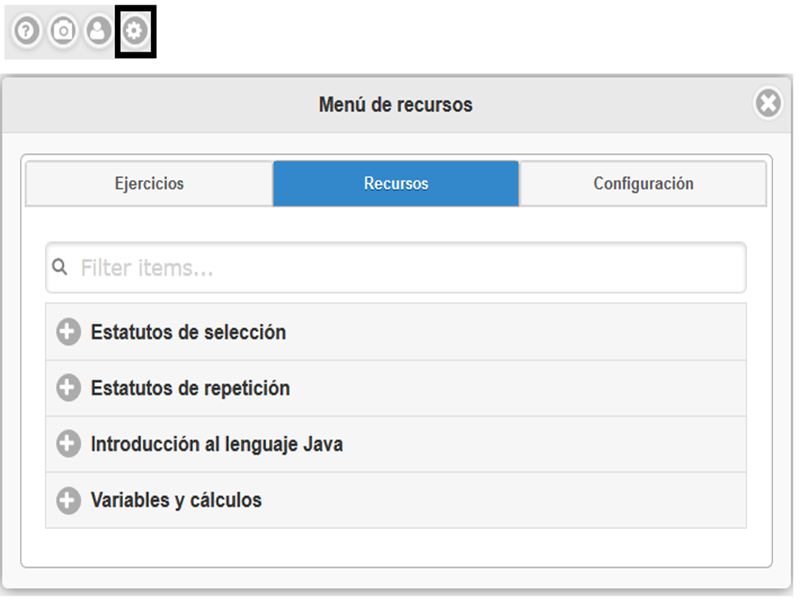 Menú de recursos
Ejercicios
Recursos
Configuración
Filter items...
Estatutos de selección
Estatutos de repetición
Introducción al lenguaje Java
Variables y cálculos